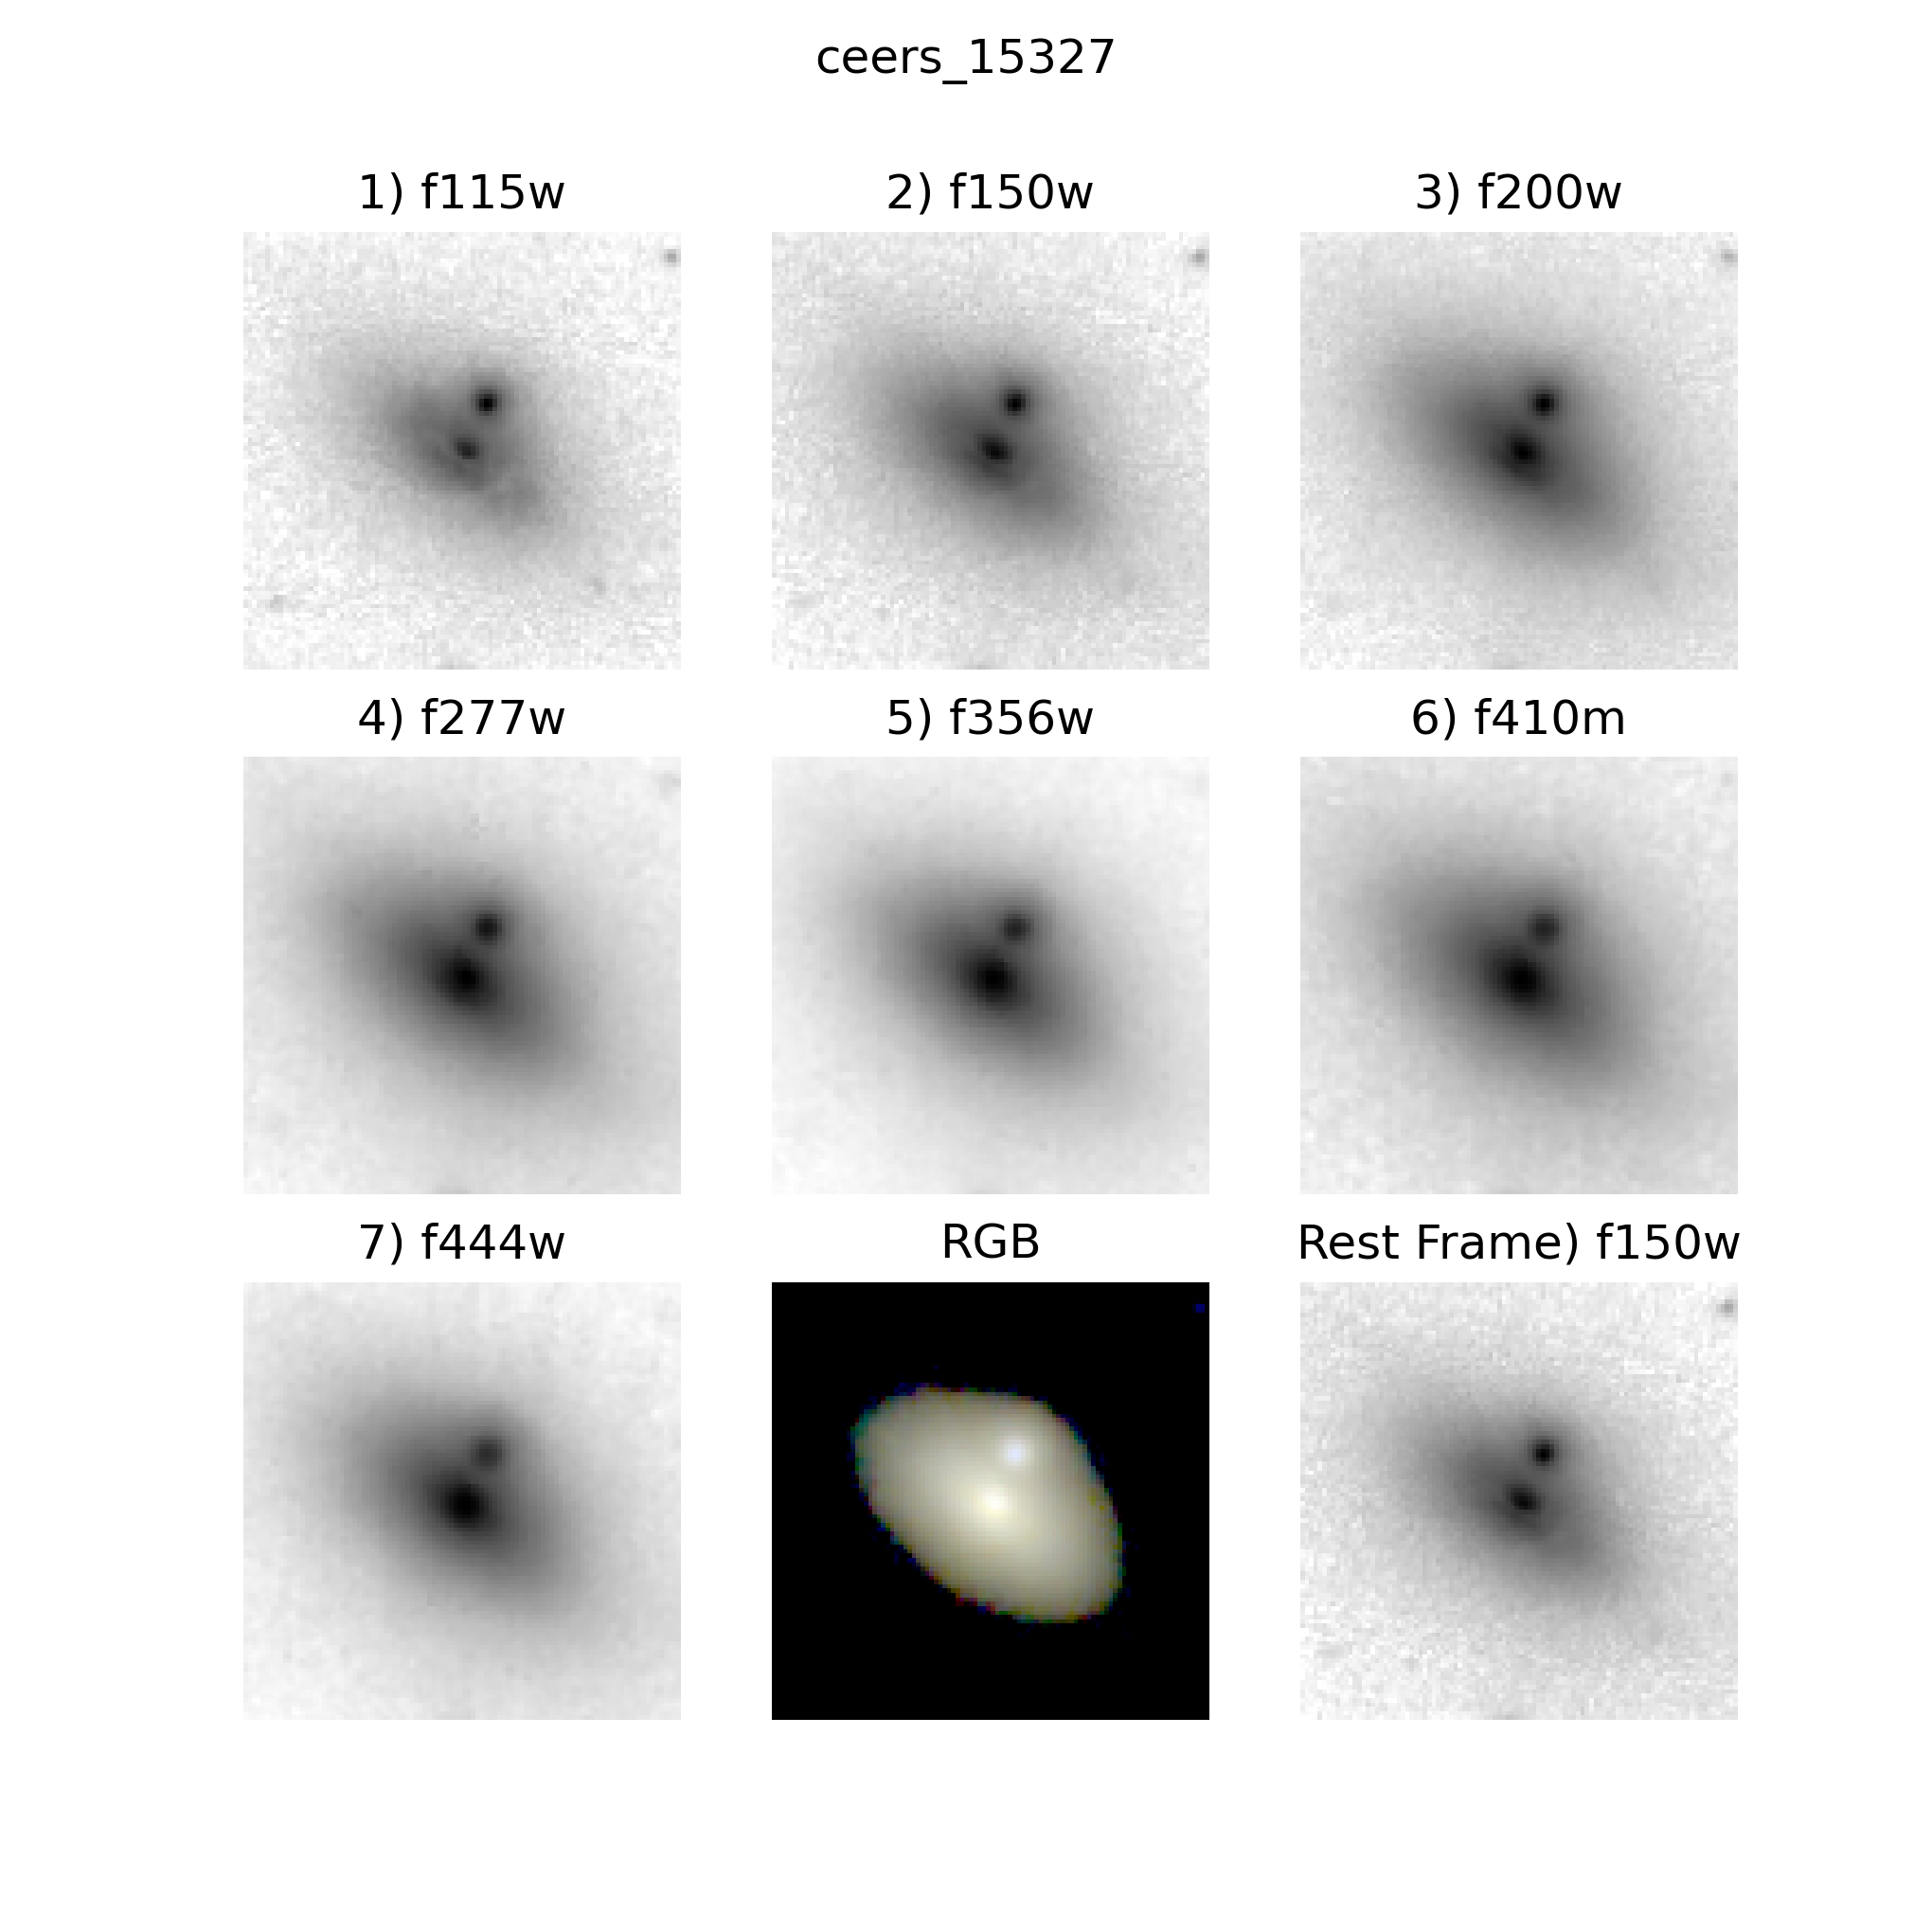 ceers_15327
1) f115w
2) f150w
3) f200w
4) f277w
5) f356w
6) f410m
7) f444w
RGB
Rest Frame) f150w